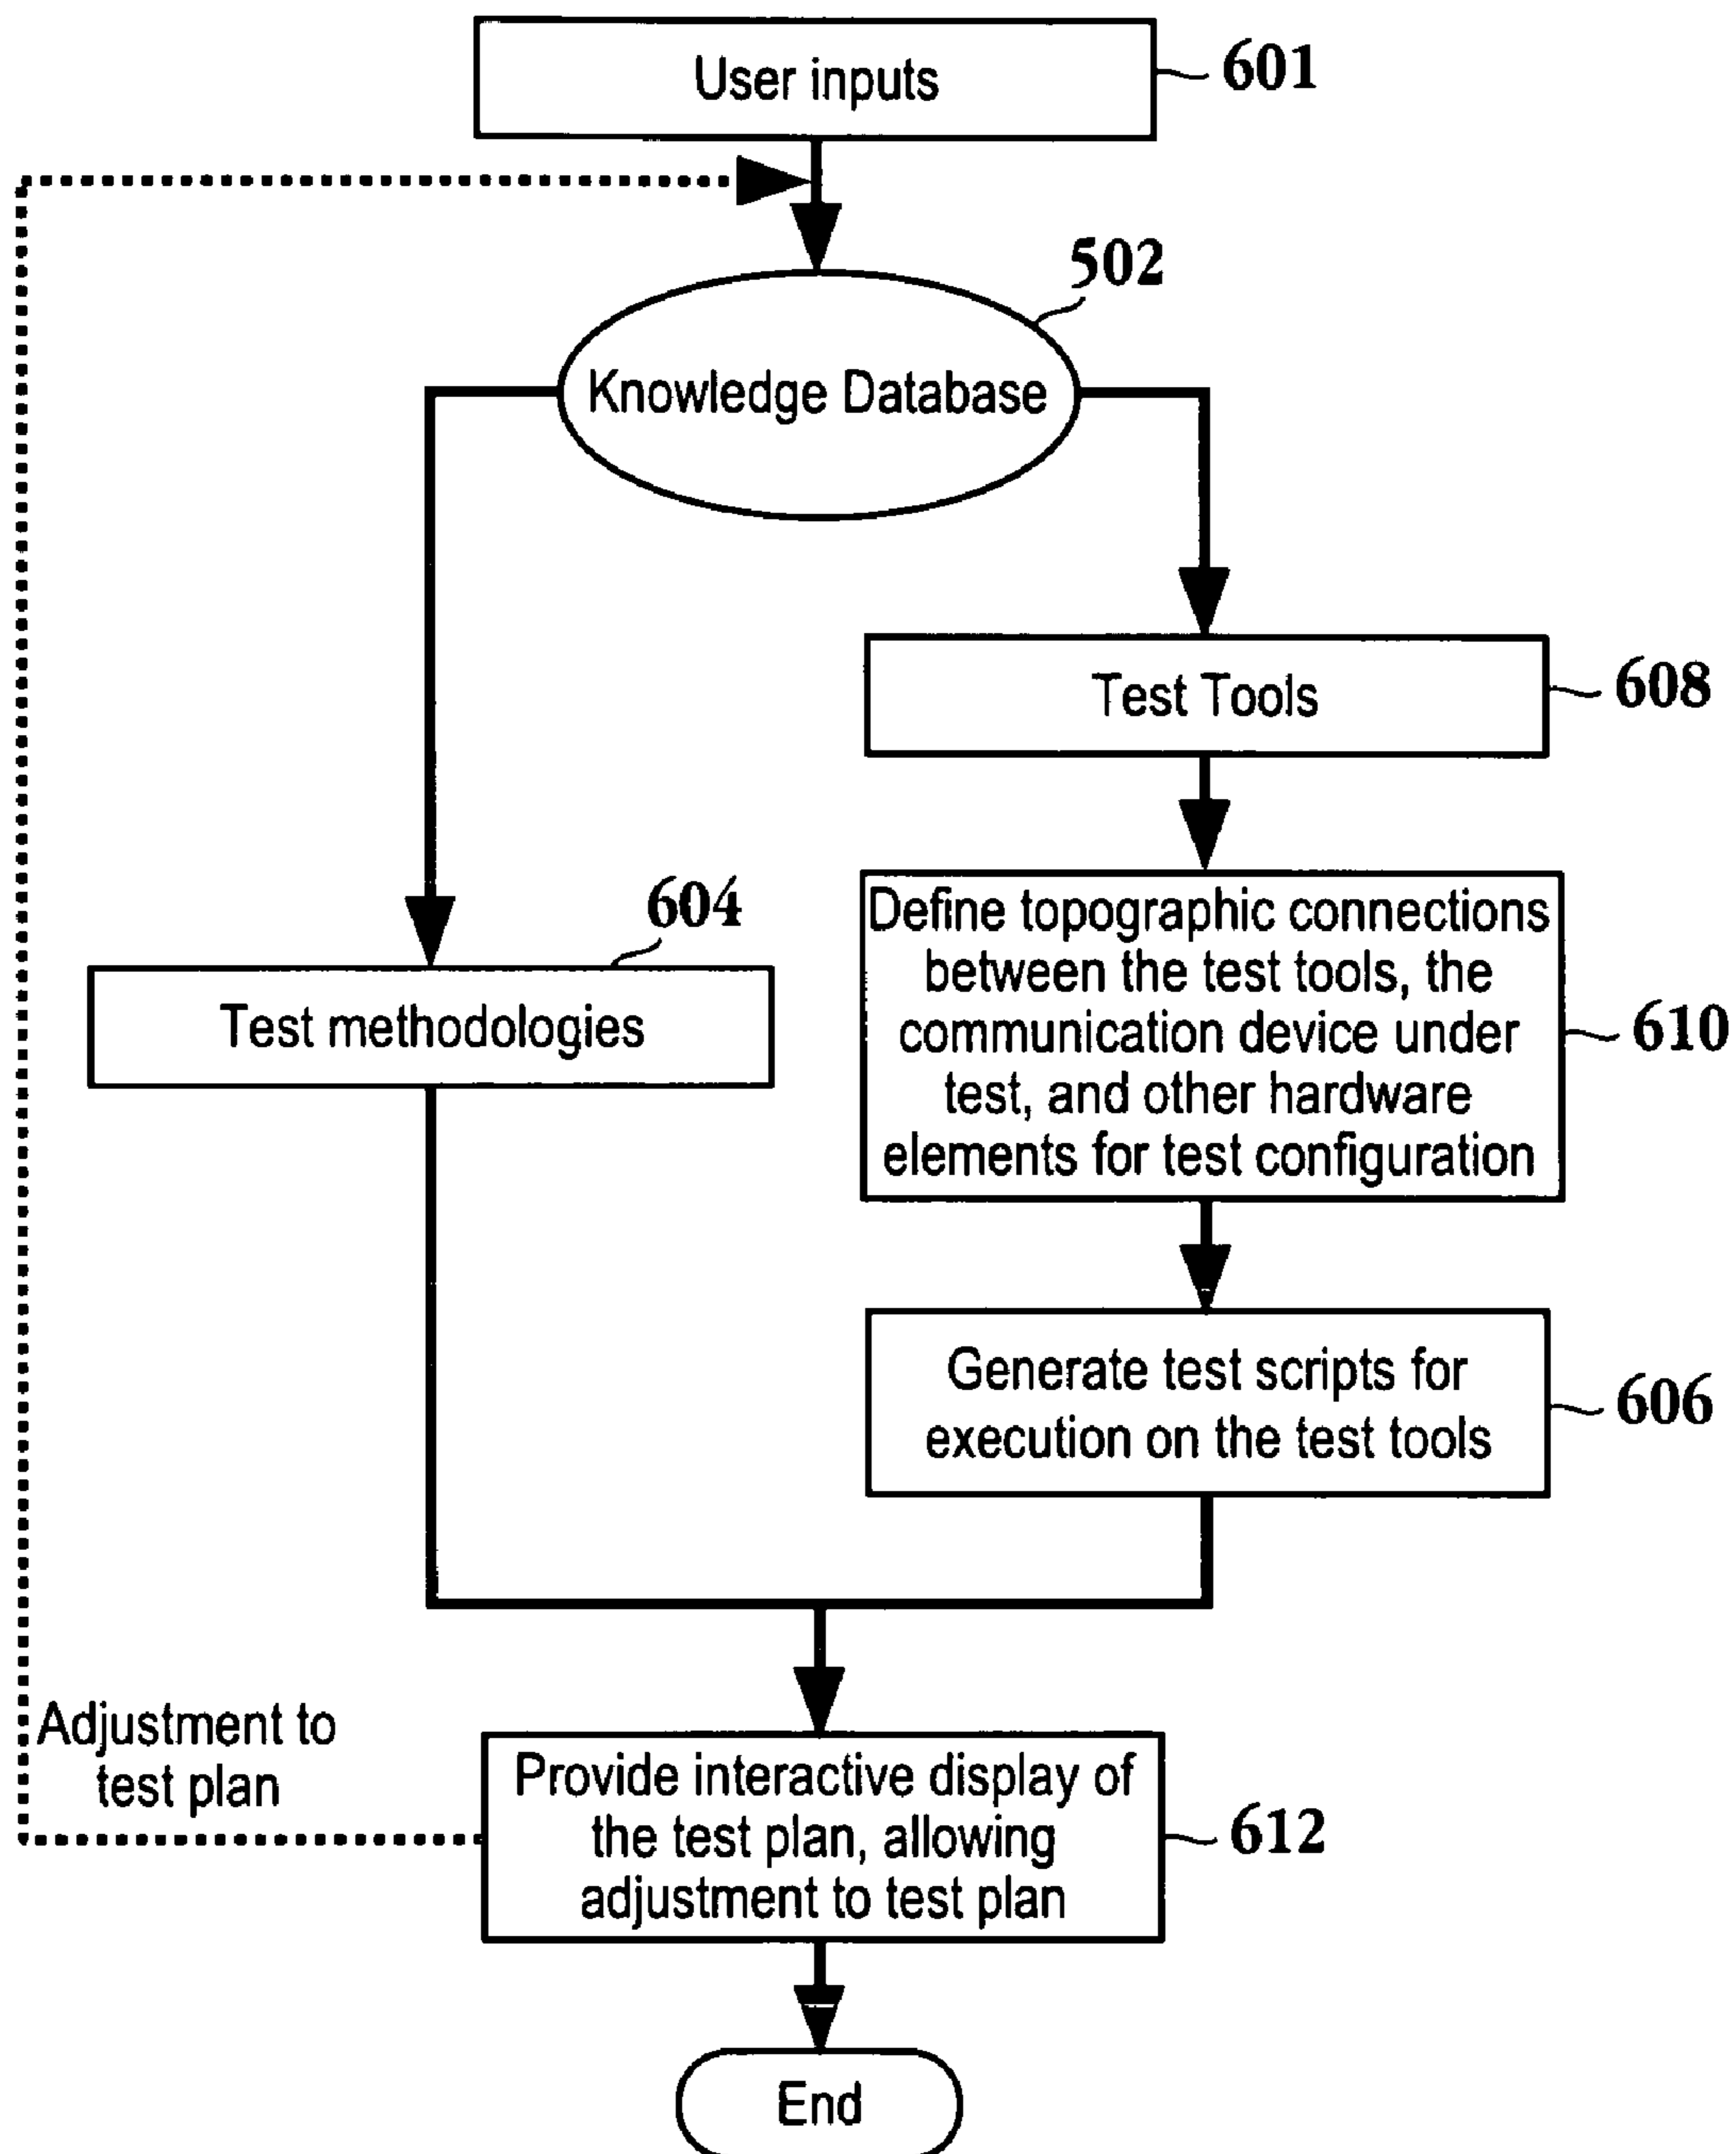 User inputs
601
502
Knowledge Database
Test Tools
608
604
Test methodologies
Define topographic connections
between the test tools, the
communication device under
test, and other hardware
elements for test configuration
610
Generate test scripts for
execution on the test tools
606
Adjustment to
test plan
Provide interactive display of
the test plan, allowing
adjustment to test plan
612
End